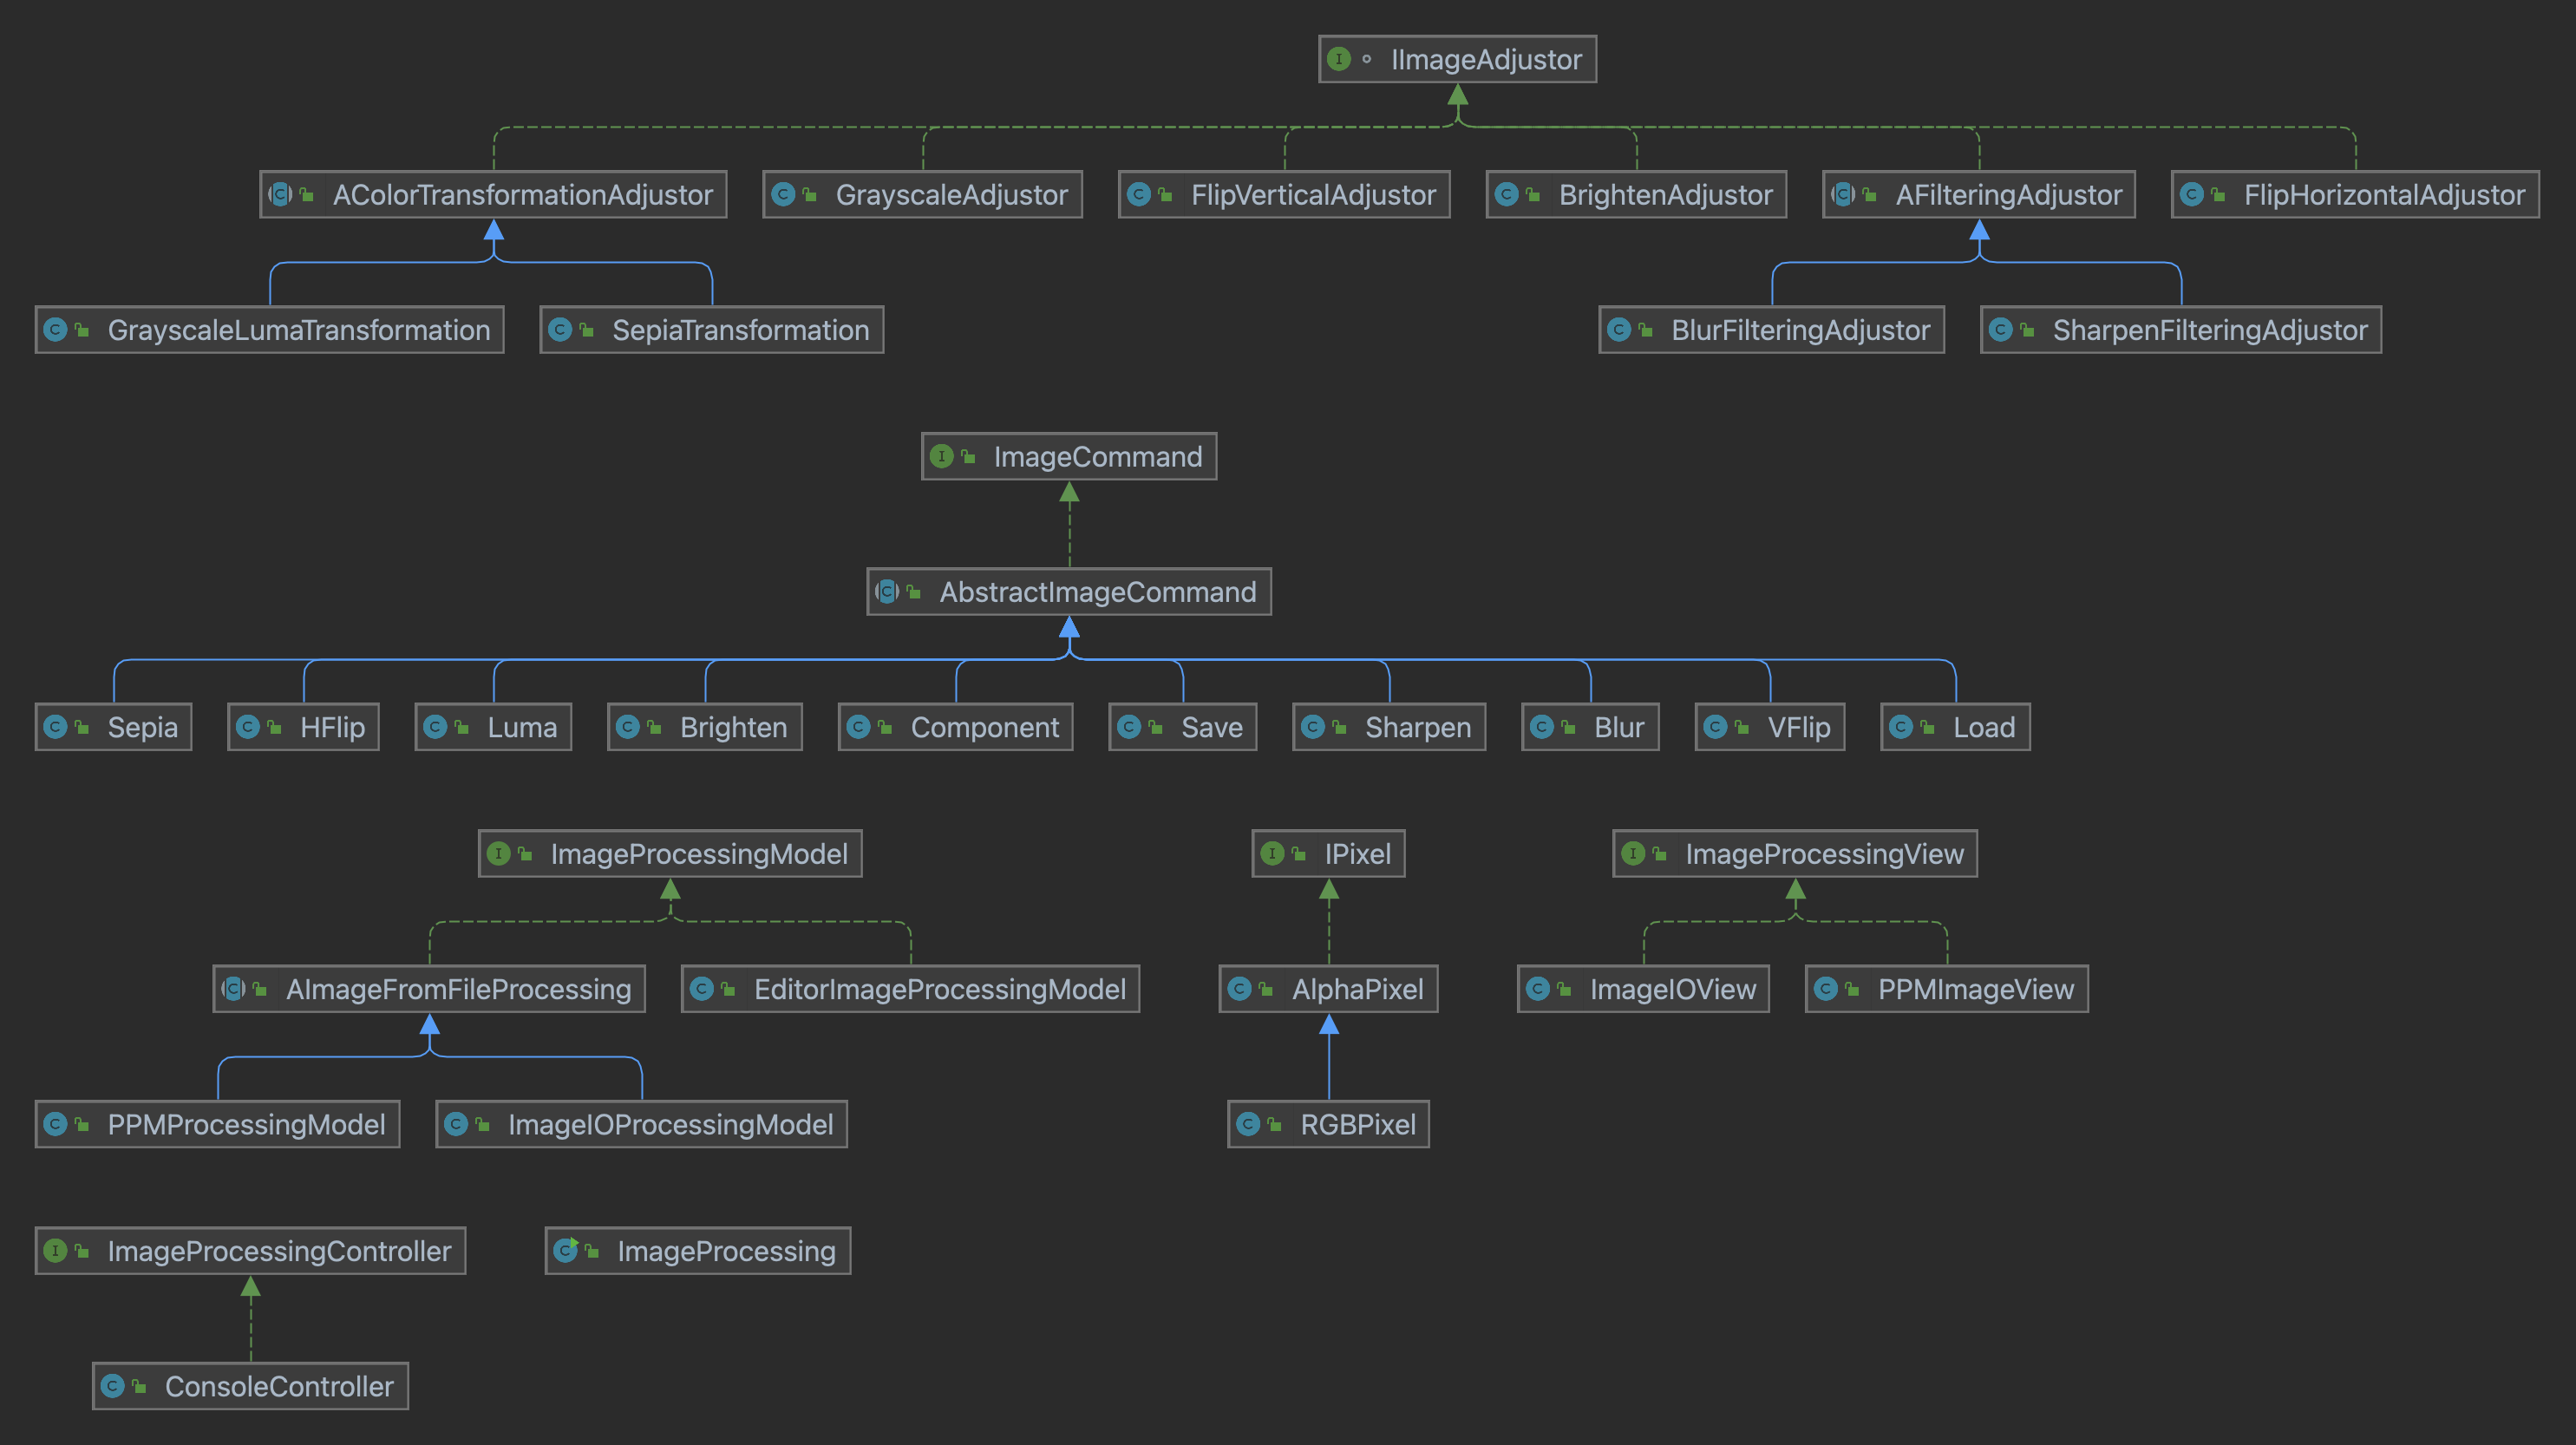 IImageAdjustor
AColorTransformationAdjustor
GrayscaleAdjustor
FlipVerticalAdjustor
BrightenAdjustor
AFilteringAdjustor
FlipHorizontalAdjustor
GrayscaleLumaTransformation
SepiaTransformation
BlurFilteringAdjustor
SharpenFilteringAdjustor
ImageCommand
AbstractImageCommand
Sepia
HFlip
Luma
Brighten
Component
Save
Sharpen
Blur
VFlip
Load
ImageProcessingModel
IPixel
ImageProcessingView
AImageFromFileProcessing
EditorImageProcessingModel
AlphaPixel
ImageIOView
PPMImageView
PPMProcessingModel
ImageIOProcessingModel
RGBPixel
ImageProcessingController
ImageProcessing
ConsoleController